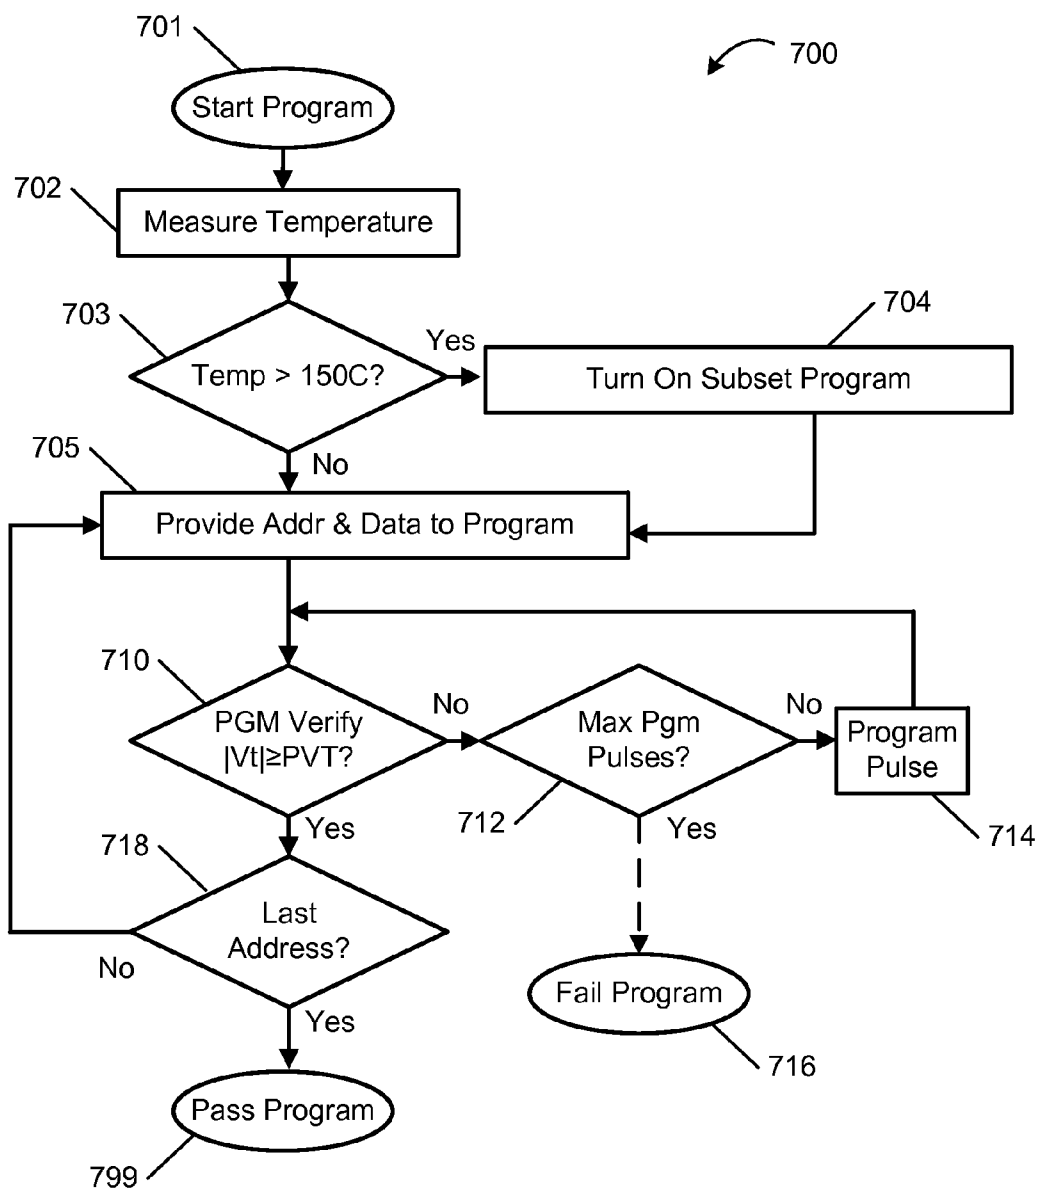 701
700
Start Program
702
Measure Temperature
703
704
Temp > 150C?
Yes
Turn On Subset Program
No
705
Provide Addr & Data to Program
710
PGM Verify
|Vt|≥PVT?
No
Max Pgm
Pulses?
No
Program
Pulse
712
714
Yes
Yes
718
Last
Address?
No
Yes
Fail Program
716
Pass Program
799